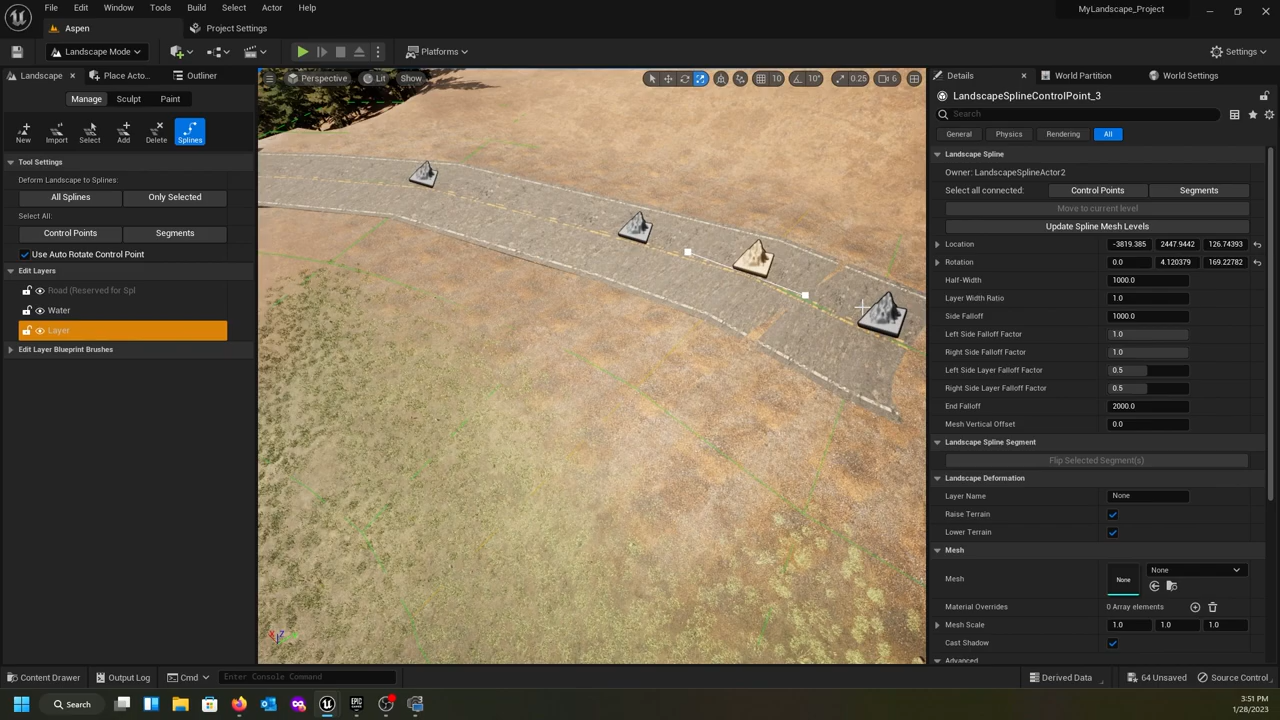 File Edit Window Tools Build Select Actor Help
MyLandscape_Project
Aspen
Project Settings
Landscape Mode
Platforms
Settings
Landscape
Place Acto...
Outliner
Perspective
Lit
Show
10
10°
0.25
6
Details
World Partition
World Settings
Manage
Sculpt
Paint
LandscapeSplineControlPoint_3
Search
New
Import
Select
Add
Delete
Splines
General
Physics
Rendering
All
Tool Settings
Deform Landscape to Splines:
All Splines
Only Selected
Select All:
Control Points
Segments
Use Auto Rotate Control Point
Edit Layers
Road (Reserved for Spl
Water
Layer
Edit Layer Blueprint Brushes
Landscape Spline
Owner: LandscapeSplineActor2
Select all connected:
Control Points
Segments
Move to current level
Update Spline Mesh Levels
Location -3819.385 2447.9442 126.74393
Rotation 0.0 4.120379 169.22782
Half-Width 1000.0
Layer Width Ratio 1.0
Side Falloff 1000.0
Left Side Falloff Factor 1.0
Right Side Falloff Factor 1.0
Left Side Layer Falloff Factor 0.5
Right Side Layer Falloff Factor 0.5
End Falloff 2000.0
Mesh Vertical Offset 0.0
Landscape Spline Segment
Flip Selected Segment(s)
Landscape Deformation
Layer Name None
Raise Terrain
Lower Terrain
Mesh
Mesh None None
Material Overrides 0 Array elements
Mesh Scale 1.0 1.0 1.0
Cast Shadow
Advanced
X Z
Content Drawer
Output Log
Cmd
Enter Console Command
Derived Data
64 Unsaved
Source Control
Search
EPIC
GAMES
3:51 PM
1/28/2023